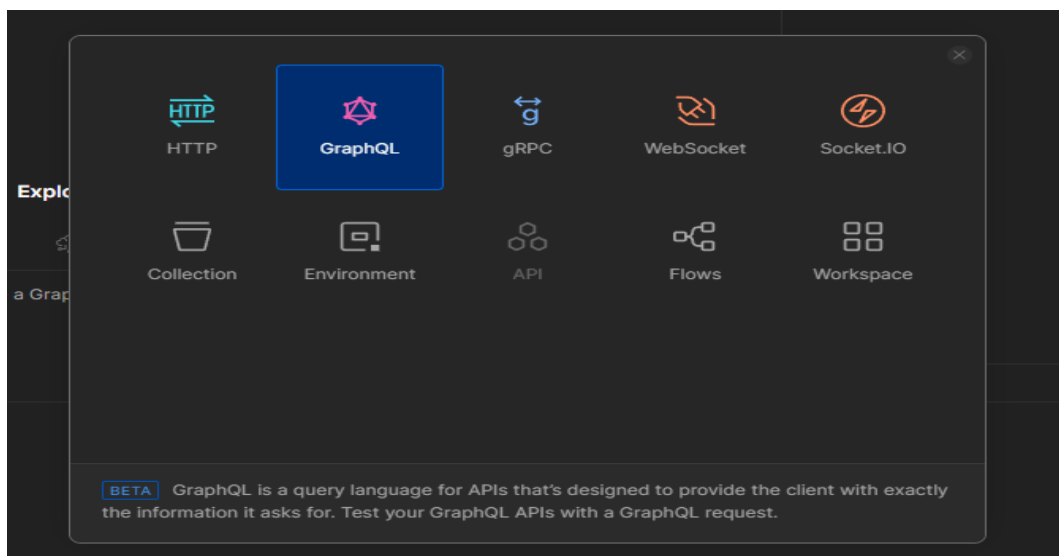 HTTP
HTTP GraphQL gRPC WebSocket Socket.IO
Explo
Collection Environment API Flows Workspace
a Grap
BETA GraphQL is a query language for APIs that's designed to provide the client with exactly
the information it asks for. Test your GraphQL APIs with a GraphQL request.